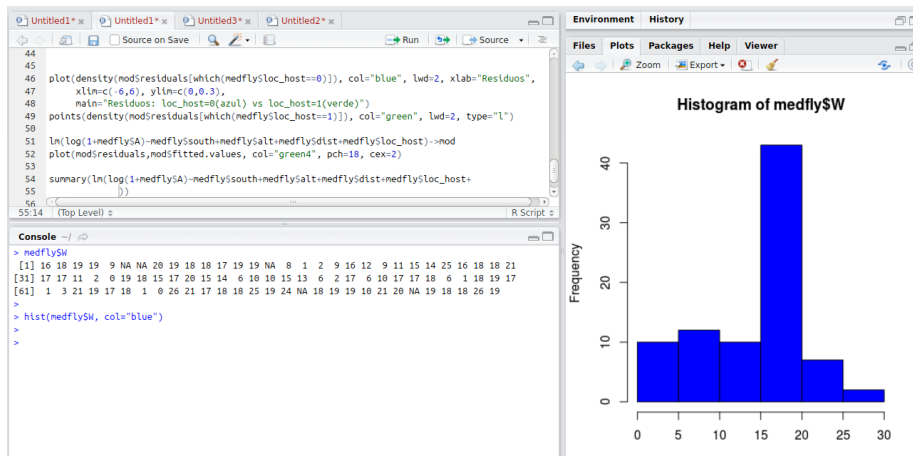 Untitled1* Untitled1* Untitled3* Untitled2*
Source on Save Run Source
44
45
46 plot(density(mod$residuals[which(medfly$loc_host==0)]), col="blue", lwd=2, xlab="Residuos",
47 xlim=c(-6,6), ylim=c(0,0.3),
48 main="Residuos: loc_host=0(azul) vs loc_host=1(verde)")
49 points(density(mod$residuals[which(medfly$loc_host==1)]), col="green", lwd=2, type="l")
50
51 lm(log(1+medfly$A)~medfly$south+medfly$alt+medfly$dist+medfly$loc_host)->mod
52 plot(mod$residuals,mod$fitted.values, col="green4", pch=18, cex=2)
53
54 summary(lm(log(1+medfly$A)~medfly$south+medfly$alt+medfly$dist+medfly$loc_host+
55 ))
56
55:14 (Top Level) R Script
Console ~/
> medfly$W
[1] 16 18 19 19 9 NA NA 20 19 18 18 17 19 19 NA 8 1 2 9 16 12 9 11 15 14 25 16 18 18 21
[31] 17 17 11 2 0 19 18 15 17 20 15 14 6 10 10 15 13 6 2 17 6 10 17 17 18 6 1 18 19 17
[61] 1 3 21 19 17 18 1 0 26 21 17 18 18 25 19 24 NA 18 19 19 10 21 20 NA 19 18 18 26 19
>
> hist(medfly$W, col="blue")
>
>
Environment History
Files Plots Packages Help Viewer
Zoom Export
Histogram of medfly$W
Frequency
40
30
20
10
0
0 5 10 15 20 25 30